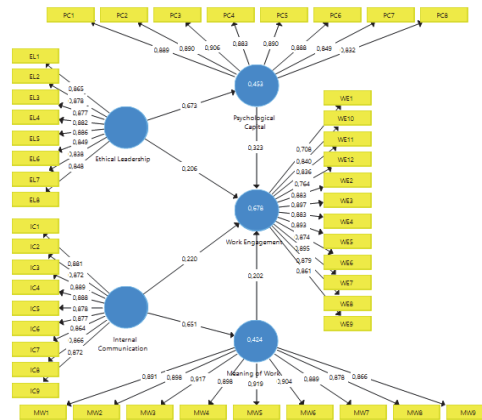 PC1 PC2 PC3 PC4 PC5 PC6 PC7 PC8
0,889 0,890 0,906 0,883 0,890 0,888 0,849 0,832
0,453
Psychological
Capital
EL1
EL2
EL3
EL4
EL5
EL6
EL7
EL8
0,865
0,878
0,877
0,882
0,886
0,849
0,838
0,848
Ethical Leadership
0,673
0,206
0,323
WE1
WE10
WE11
WE12
WE2
WE3
WE4
WE5
WE6
WE7
WE8
WE9
0,708
0,840
0,836
0,764
0,883
0,897
0,883
0,893
0,874
0,895
0,879
0,861
0,678
Work Engagement
IC1
IC2
IC3
IC4
IC5
IC6
IC7
IC8
IC9
0,881
0,872
0,889
0,888
0,878
0,877
0,864
0,866
0,872
Internal
Communication
0,220
0,651
0,202
0,424
Meaning of Work
0,891 0,898 0,917 0,898 0,919 0,904 0,889 0,878 0,866
MW1 MW2 MW3 MW4 MW5 MW6 MW7 MW8 MW9